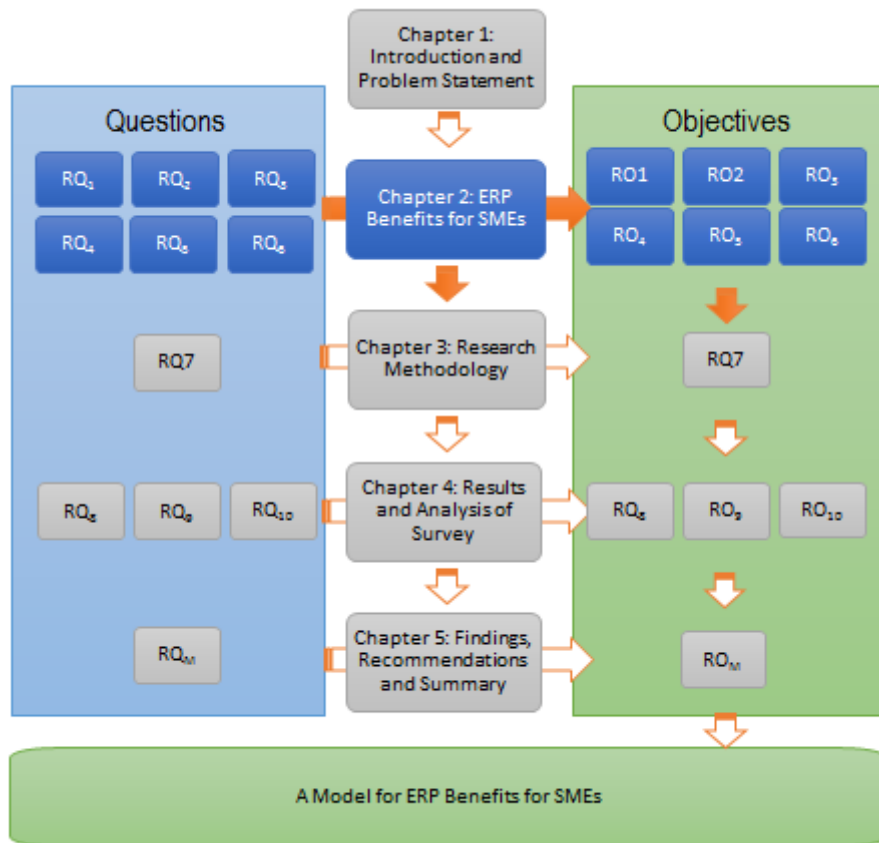 Chapter 1:
Introduction and
Problem Statement
Questions
Objectives
RQ₁ RQ₂ RQ₃
RQ₄ RQ₅ RQ₆
Chapter 2: ERP
Benefits for SMEs
RO1 RO2 RO₃
RO₄ RO₅ RO₆
RQ7
Chapter 3: Research
Methodology
RQ7
RQ₈ RQ₉ RQ₁₀
Chapter 4: Results
and Analysis of
Survey
RQ₈ RO₉ RO₁₀
RQM
Chapter 5: Findings,
Recommendations
and Summary
ROM
A Model for ERP Benefits for SMEs